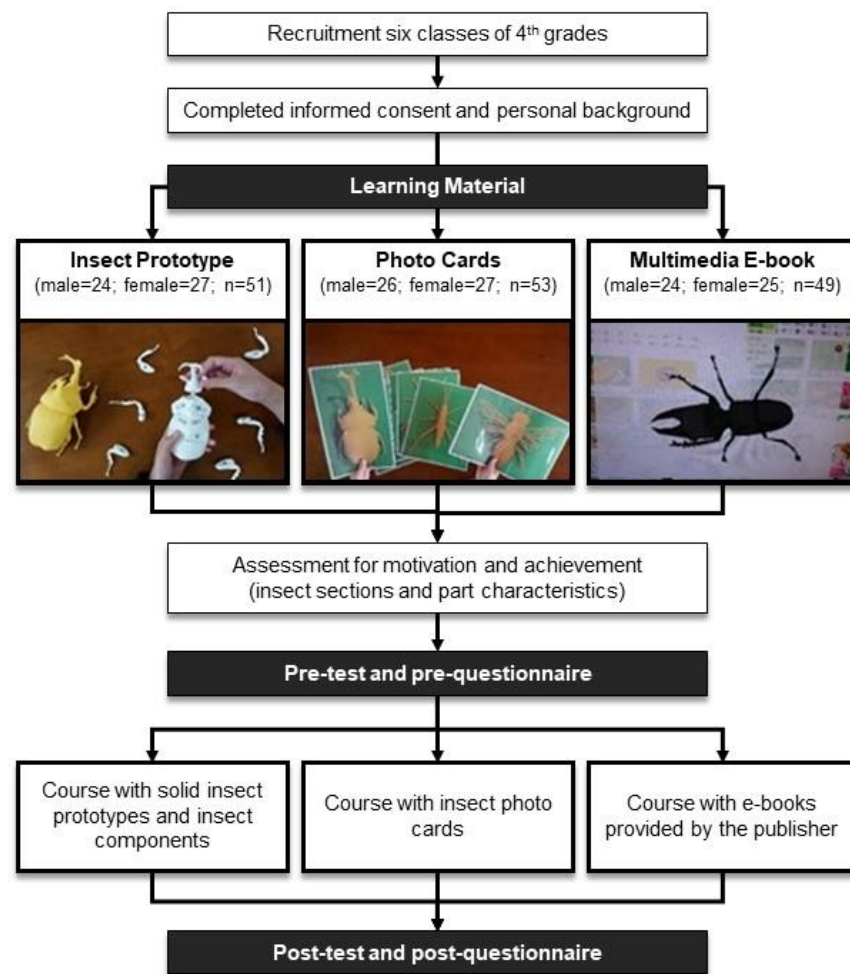 Recruitment six classes of 4th grades
Completed informed consent and personal background
Learning Material
Insect Prototype
(male=24; female=27; n=51)
Photo Cards
(male=26; female=27; n=53)
Multimedia E-book
(male=24; female=25; n=49)
Assessment for motivation and achievement
(insect sections and part characteristics)
Pre-test and pre-questionnaire
Course with solid insect
prototypes and insect
components
Course with insect photo
cards
Course with e-books
provided by the publisher
Post-test and post-questionnaire